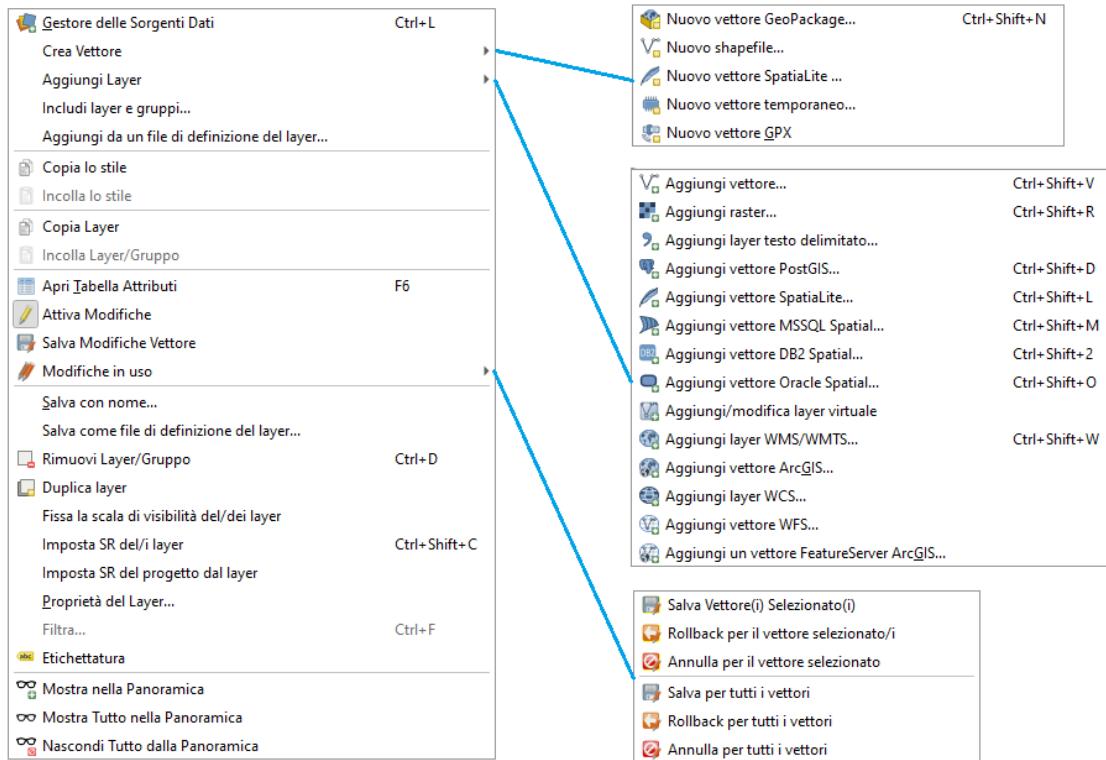 Gestore delle Sorgenti Dati Ctrl+L
Crea Vettore
Aggiungi Layer
Includi layer e gruppi...
Aggiungi da un file di definizione del layer...
Copia lo stile
Incolla lo stile
Copia Layer
Incolla Layer/Gruppo
Apri Tabella Attributi F6
Attiva Modifiche
Salva Modifiche Vettore
Modifiche in uso
Salva con nome...
Salva come file di definizione del layer...
Rimuovi Layer/Gruppo Ctrl+D
Duplica layer
Fissa la scala di visibilità del/dei layer
Imposta SR del/i layer Ctrl+Shift+C
Imposta SR del progetto dal layer
Proprietà del Layer...
Filtra... Ctrl+F
abc Etichettatura
Mostra nella Panoramica
Mostra Tutto nella Panoramica
Nascondi Tutto dalla Panoramica
Nuovo vettore GeoPackage... Ctrl+Shift+N
Nuovo shapefile...
Nuovo vettore SpatiaLite ...
Nuovo vettore temporaneo...
Nuovo vettore GPX
Aggiungi vettore... Ctrl+Shift+V
Aggiungi raster... Ctrl+Shift+R
Aggiungi layer testo delimitato...
Aggiungi vettore PostGIS... Ctrl+Shift+D
Aggiungi vettore SpatiaLite... Ctrl+Shift+L
Aggiungi vettore MSSQL Spatial... Ctrl+Shift+M
DB2 Aggiungi vettore DB2 Spatial... Ctrl+Shift+2
Aggiungi vettore Oracle Spatial... Ctrl+Shift+O
Aggiungi/modifica layer virtuale
Aggiungi layer WMS/WMTS... Ctrl+Shift+W
Aggiungi vettore ArcGIS...
Aggiungi layer WCS...
Aggiungi vettore WFS...
Aggiungi un vettore FeatureServer ArcGIS...
Salva Vettore(i) Selezionato(i)
Rollback per il vettore selezionato/i
Annulla per il vettore selezionato
Salva per tutti i vettori
Rollback per tutti i vettori
Annulla per tutti i vettori